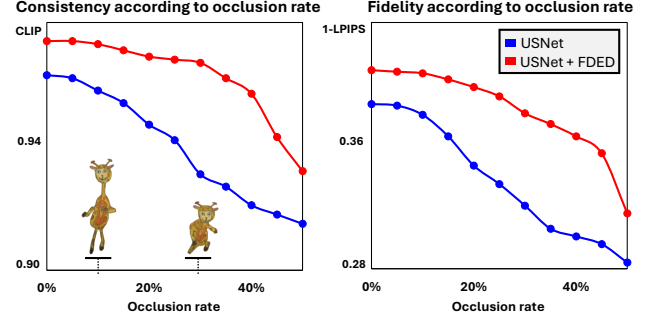 Consistency according to occlusion rate
CLIP
0.94
0.90
0%
20%
40%
Occlusion rate
Fidelity according to occlusion rate
1-LPIPS
USNet
USNet + FDED
0.36
0.28
0%
20%
40%
Occlusion rate